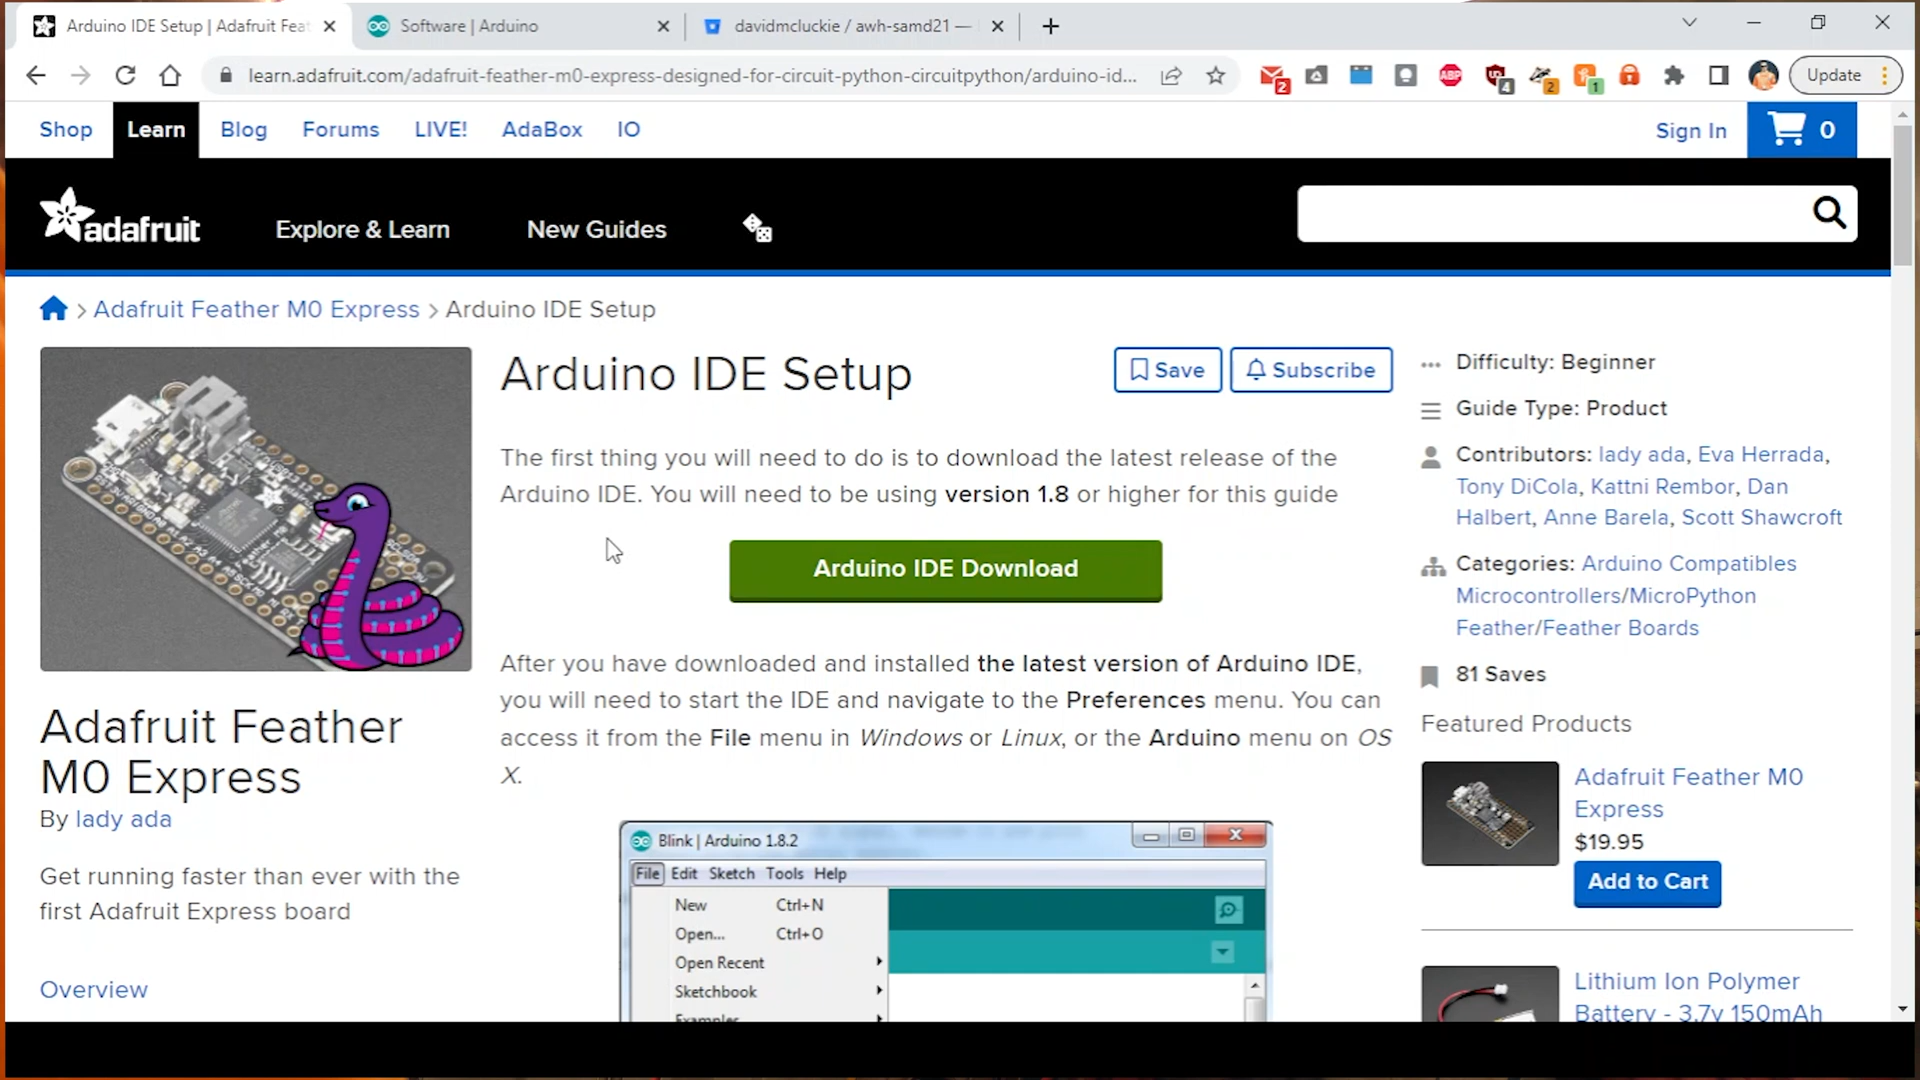 Arduino IDE Setup | Adafruit Feat
Software | Arduino
davidmcluckie / awh-samd21 —
learn.adafruit.com/adafruit-feather-m0-express-designed-for-circuit-python-circuitpython/arduino-id...
2
ABP
4
2
1
Update
Shop
Learn
Blog
Forums
LIVE!
AdaBox
IO
Sign In
0
adafruit
Explore & Learn
New Guides
> Adafruit Feather M0 Express > Arduino IDE Setup
Adafruit Feather
M0 Express
By lady ada
Get running faster than ever with the
first Adafruit Express board
Overview
Arduino IDE Setup
Save
Subscribe
The first thing you will need to do is to download the latest release of the
Arduino IDE. You will need to be using version 1.8 or higher for this guide
Arduino IDE Download
After you have downloaded and installed the latest version of Arduino IDE,
you will need to start the IDE and navigate to the Preferences menu. You can
access it from the File menu in Windows or Linux, or the Arduino menu on OS
X.
Blink | Arduino 1.8.2
File Edit Sketch Tools Help
New Ctrl+N
Open... Ctrl+O
Open Recent
Sketchbook
Examples
Difficulty: Beginner
Guide Type: Product
Contributors: lady ada, Eva Herrada,
Tony DiCola, Kattni Rembor, Dan
Halbert, Anne Barela, Scott Shawcroft
Categories: Arduino Compatibles
Microcontrollers/MicroPython
Feather/Feather Boards
81 Saves
Featured Products
Adafruit Feather M0
Express
$19.95
Add to Cart
Lithium Ion Polymer
Battery - 3.7v 150mAh